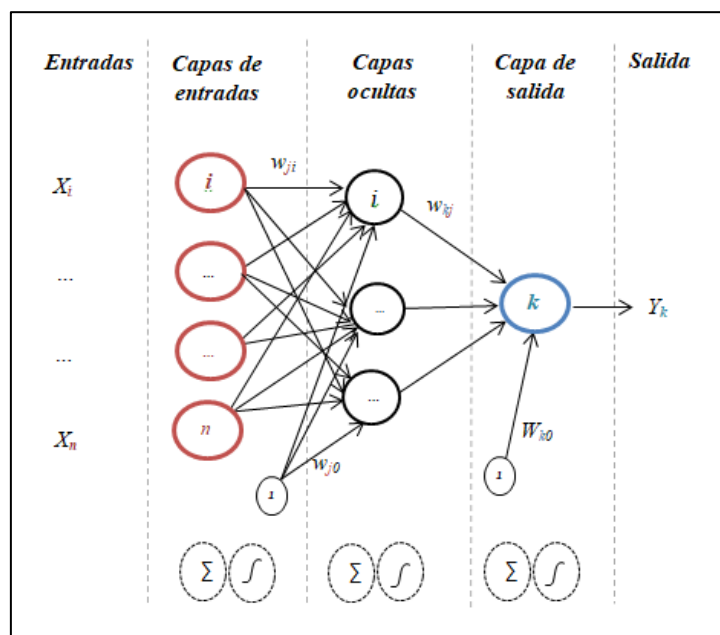 Entradas
Capas de
entradas
Capas
ocultas
Capa de
salida
Salida
Xi
i
wji
i
wkj
...
...
...
k
Yk
...
...
...
Xn
n
wj0
1
Wk0
1
Σ ∫
Σ ∫
Σ ∫